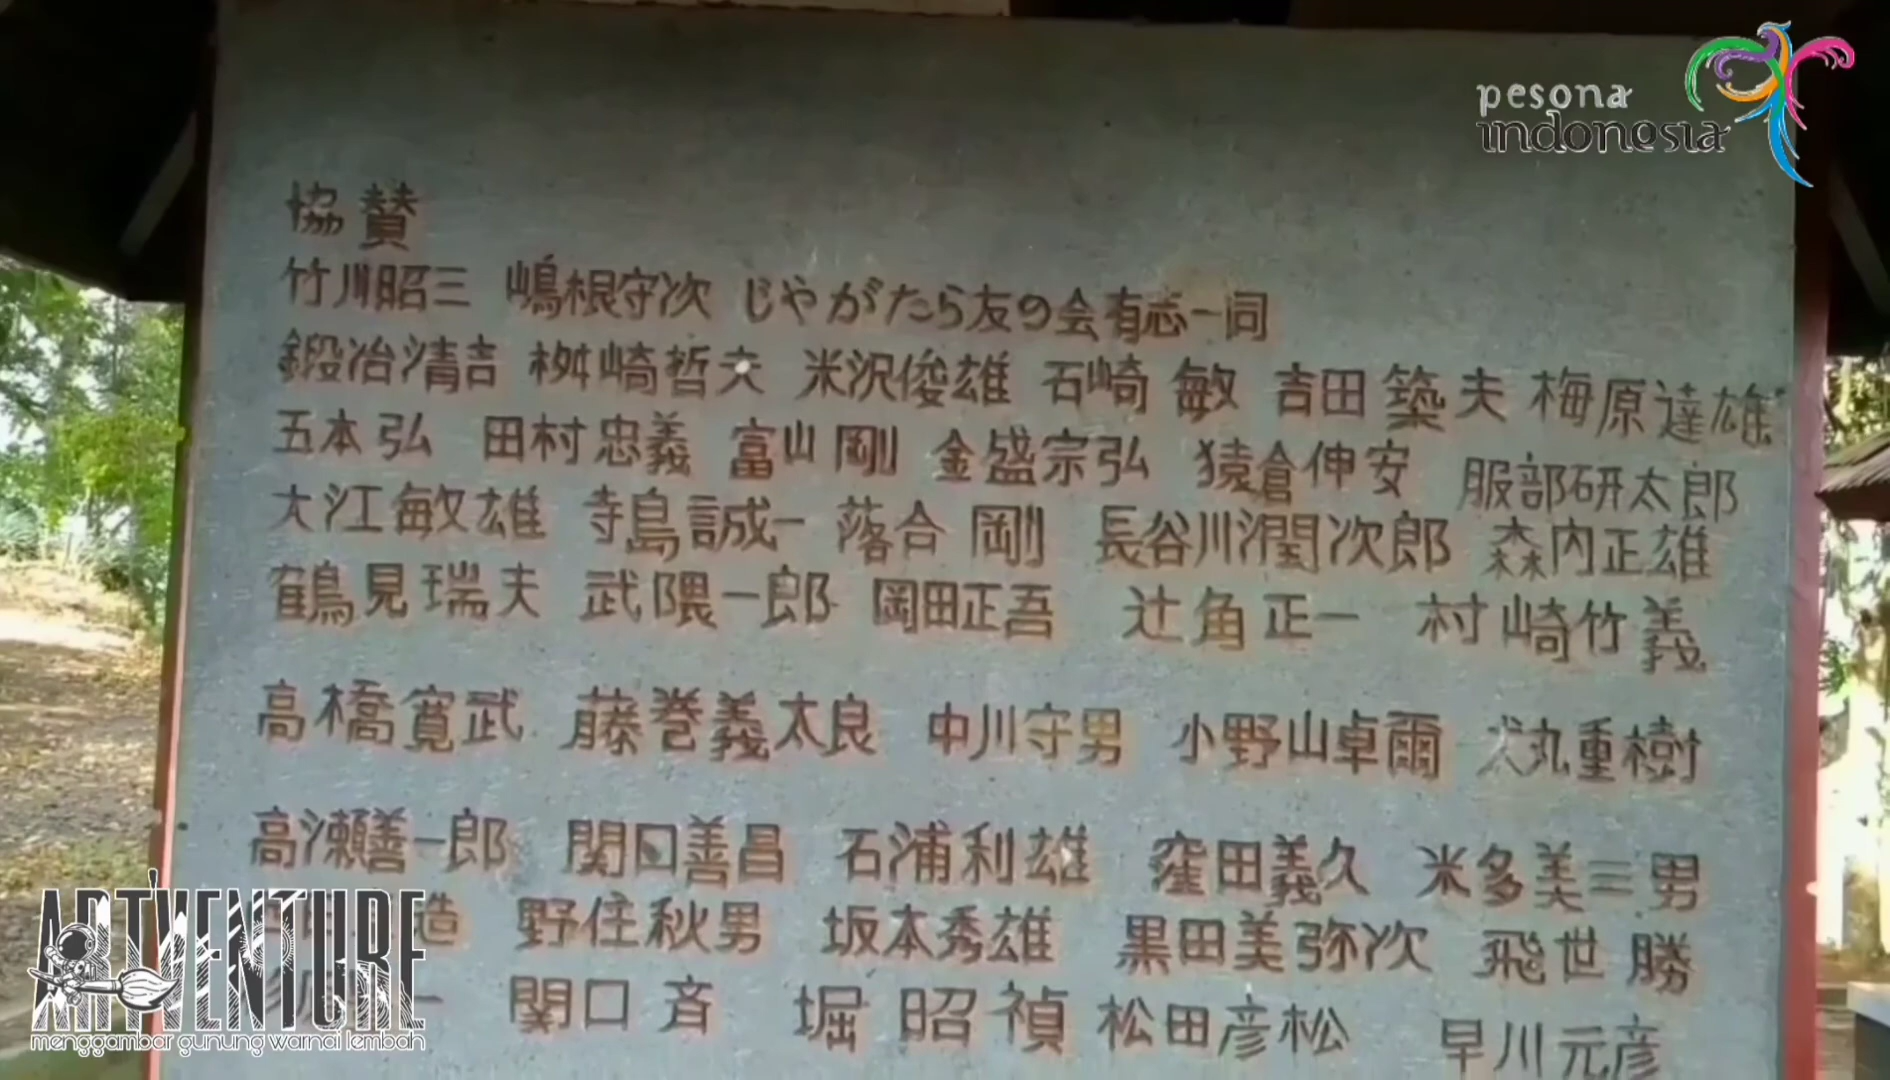 pesona
indonesia
協賛
竹川昭三 嶋根守次 じやがたら友の会有志一同
鍛冶清吉 桝崎哲夫 米沢俊雄 石崎敏 吉田築夫 梅原達雄
五本弘 田村忠義 富山剛 金盛宗弘 猿倉伸安 服部研太郎
大江敏雄 寺島誠一 落合剛 長谷川潤次郎 森内正雄
鶴見瑞夫 武隈一郎 岡田正吾 辻角正一 村崎竹義
高橋寛武 藤巻義太良 中川守男 小野山卓爾 犬丸重樹
高瀬善一郎 関口善昌 石浦利雄 窪田義久 米多美三男
造 野住秋男 坂本秀雄 黒田美弥次 飛世勝
一 関口斉 堀昭禎 松田彦松 早川元彦
ARTVENTURE
menggambar gunung warnai lembah